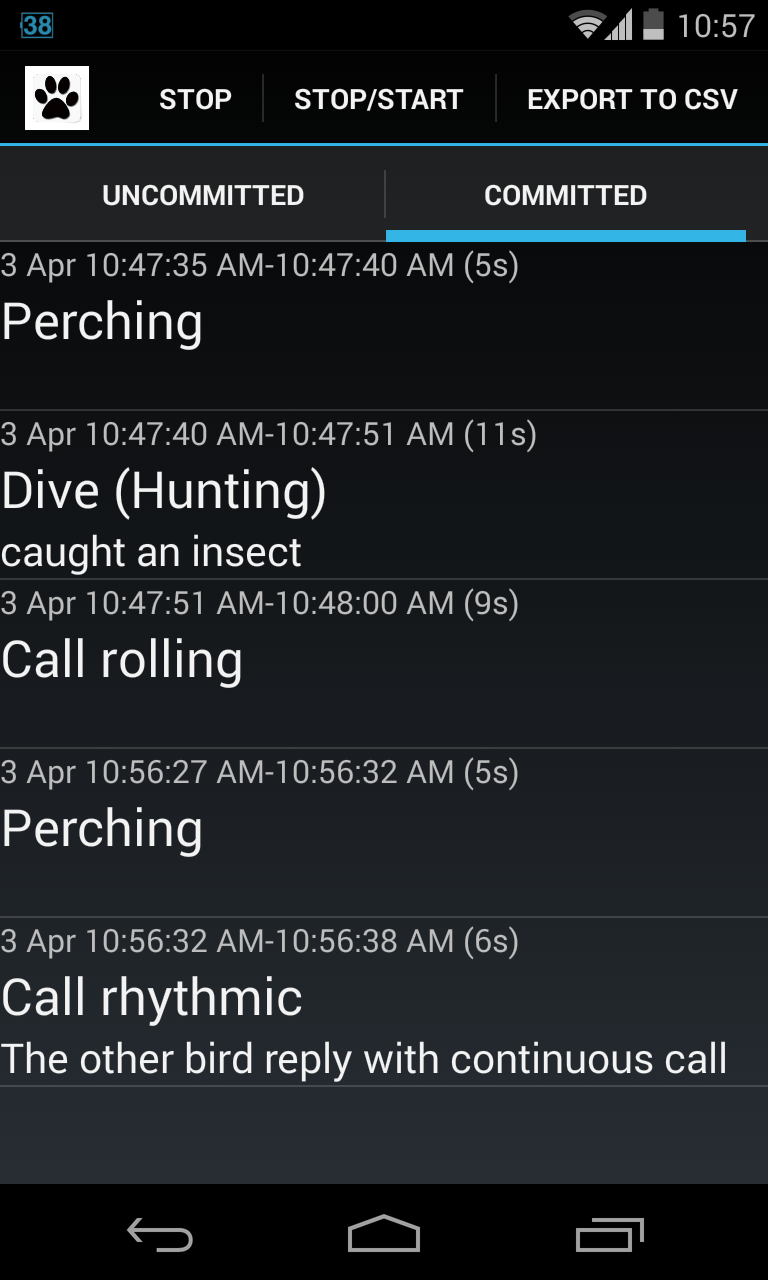 38
10:57
STOP
STOP/START
EXPORT TO CSV
UNCOMMITTED
COMMITTED
3 Apr 10:47:35 AM-10:47:40 AM (5s)
Perching
3 Apr 10:47:40 AM-10:47:51 AM (11s)
Dive (Hunting)
caught an insect
3 Apr 10:47:51 AM-10:48:00 AM (9s)
Call rolling
3 Apr 10:56:27 AM-10:56:32 AM (5s)
Perching
3 Apr 10:56:32 AM-10:56:38 AM (6s)
Call rhythmic
The other bird reply with continuous call